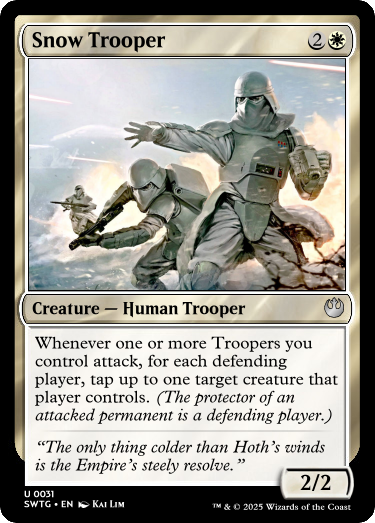 Snow Trooper 2
Creature — Human Trooper
Whenever one or more Troopers you
control attack, for each defending
player, tap up to one target creature that
player controls. (The protector of an
attacked permanent is a defending player.)
“The only thing colder than Hoth’s winds
is the Empire’s steely resolve.”
2/2
U 0031
SWTG • EN Kai Lim
™ & © 2025 Wizards of the Coast